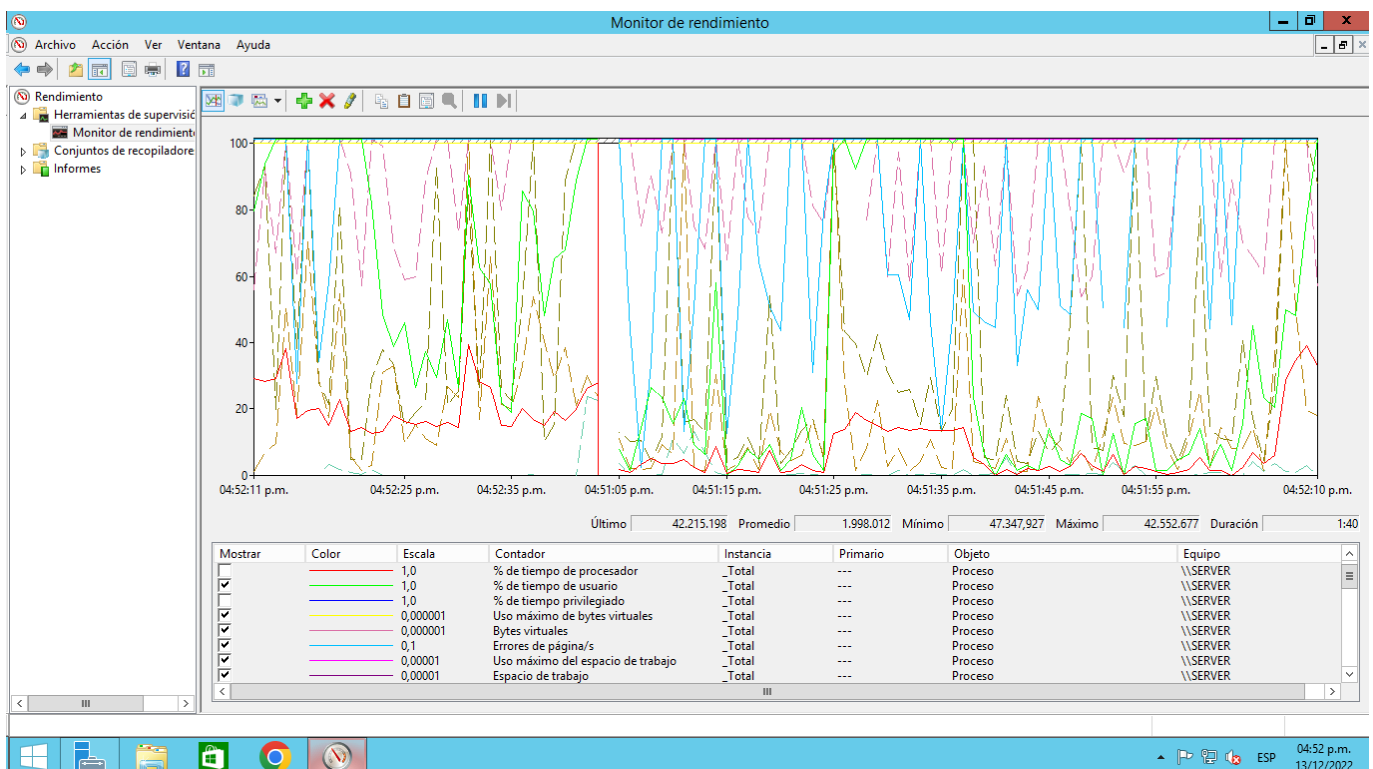 Monitor de rendimiento
Archivo Acción Ver Ventana Ayuda
Rendimiento
Herramientas de supervisió
Monitor de rendimient
Conjuntos de recopiladore
Informes
100
80
60
40
20
0
04:52:11 p.m. 04:52:25 p.m. 04:52:35 p.m. 04:51:05 p.m. 04:51:15 p.m. 04:51:25 p.m. 04:51:35 p.m. 04:51:45 p.m. 04:51:55 p.m. 04:52:10 p.m.
Último 42.215.198 Promedio 1.998.012 Mínimo 47.347,927 Máximo 42.552.677 Duración 1:40
Mostrar Color Escala Contador Instancia Primario Objeto Equipo
1,0 % de tiempo de procesador _Total --- Proceso \\SERVER
1,0 % de tiempo de usuario _Total --- Proceso \\SERVER
1,0 % de tiempo privilegiado _Total --- Proceso \\SERVER
0,000001 Uso máximo de bytes virtuales _Total --- Proceso \\SERVER
0,000001 Bytes virtuales _Total --- Proceso \\SERVER
0,1 Errores de página/s _Total --- Proceso \\SERVER
0,00001 Uso máximo del espacio de trabajo _Total --- Proceso \\SERVER
0,00001 Espacio de trabajo _Total --- Proceso \\SERVER
ESP 04:52 p.m.
13/12/2022